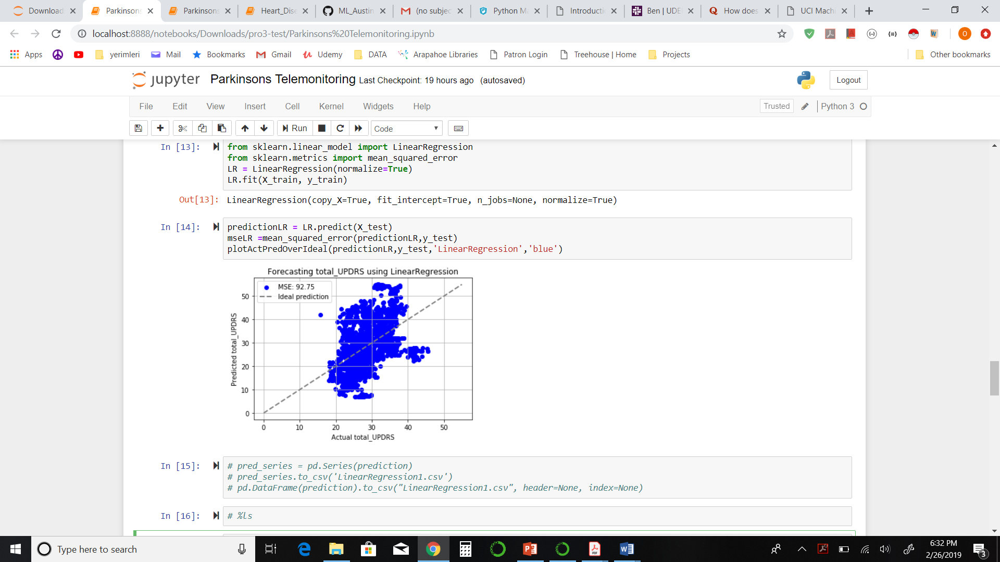 Download
Parkinsons
Parkinsons
Heart_Dise
ML_Austin
(no subjec
Python Ma
Introducti
Ben | UDE
How does
UCI Machi
localhost:8888/notebooks/Downloads/pro3-test/Parkinsons%20Telemonitoring.ipynb
Apps
yerimleri
Mail
Bookmarks
Gmail
Udemy
DATA
Arapahoe Libraries
Patron Login
Treehouse | Home
Projects
Other bookmarks
jupyter
Parkinsons Telemonitoring Last Checkpoint: 19 hours ago (autosaved)
Logout
File Edit View Insert Cell Kernel Widgets Help
Trusted
Python 3
Run
Code
In [13]:
from sklearn.linear_model import LinearRegression
from sklearn.metrics import mean_squared_error
LR = LinearRegression(normalize=True)
LR.fit(X_train, y_train)
Out[13]: LinearRegression(copy_X=True, fit_intercept=True, n_jobs=None, normalize=True)
In [14]:
predictionLR = LR.predict(X_test)
mseLR =mean_squared_error(predictionLR,y_test)
plotActPredOverIdeal(predictionLR,y_test,'LinearRegression','blue')
Forecasting total_UPDRS using LinearRegression
MSE: 92.75
Ideal prediction
Predicted total_UPDRS
50
40
30
20
10
0
0 10 20 30 40 50
Actual total_UPDRS
In [15]:
# pred_series = pd.Series(prediction)
# pred_series.to_csv('LinearRegression1.csv')
# pd.DataFrame(prediction).to_csv("LinearRegression1.csv", header=None, index=None)
In [16]:
# %ls
Type here to search
6:32 PM
2/26/2019
3